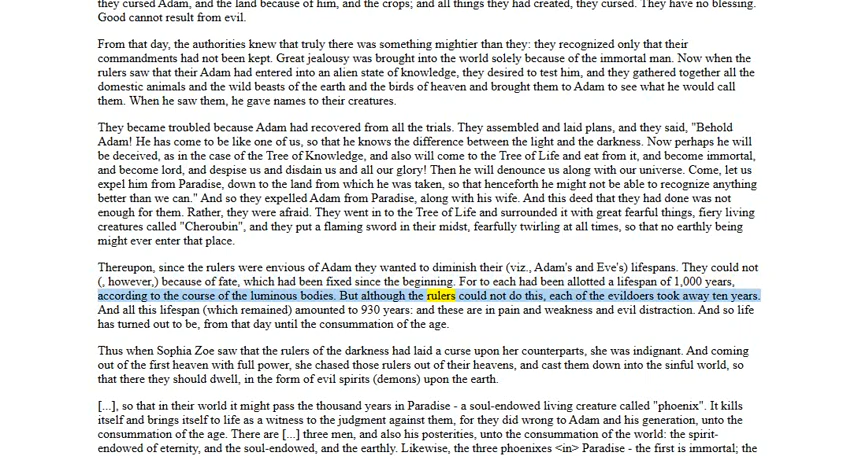 they cursed Adam, and the land because of him, and the crops; and all things they had created, they cursed. They have no blessing.
Good cannot result from evil.
From that day, the authorities knew that truly there was something mightier than they: they recognized only that their
commandments had not been kept. Great jealousy was brought into the world solely because of the immortal man. Now when the
rulers saw that their Adam had entered into an alien state of knowledge, they desired to test him, and they gathered together all the
domestic animals and the wild beasts of the earth and the birds of heaven and brought them to Adam to see what he would call
them. When he saw them, he gave names to their creatures.
They became troubled because Adam had recovered from all the trials. They assembled and laid plans, and they said, "Behold
Adam! He has come to be like one of us, so that he knows the difference between the light and the darkness. Now perhaps he will
be deceived, as in the case of the Tree of Knowledge, and also will come to the Tree of Life and eat from it, and become immortal,
and become lord, and despise us and disdain us and all our glory! Then he will denounce us along with our universe. Come, let us
expel him from Paradise, down to the land from which he was taken, so that henceforth he might not be able to recognize anything
better than we can." And so they expelled Adam from Paradise, along with his wife. And this deed that they had done was not
enough for them. Rather, they were afraid. They went in to the Tree of Life and surrounded it with great fearful things, fiery living
creatures called "Cheroubin", and they put a flaming sword in their midst, fearfully twirling at all times, so that no earthly being
might ever enter that place.
Thereupon, since the rulers were envious of Adam they wanted to diminish their (viz., Adam's and Eve's) lifespans. They could not
(, however,) because of fate, which had been fixed since the beginning. For to each had been allotted a lifespan of 1,000 years,
according to the course of the luminous bodies. But although the rulers could not do this, each of the evildoers took away ten years.
And all this lifespan (which remained) amounted to 930 years: and these are in pain and weakness and evil distraction. And so life
has turned out to be, from that day until the consummation of the age.
Thus when Sophia Zoe saw that the rulers of the darkness had laid a curse upon her counterparts, she was indignant. And coming
out of the first heaven with full power, she chased those rulers out of their heavens, and cast them down into the sinful world, so
that there they should dwell, in the form of evil spirits (demons) upon the earth.
[...], so that in their world it might pass the thousand years in Paradise - a soul-endowed living creature called "phoenix". It kills
itself and brings itself to life as a witness to the judgment against them, for they did wrong to Adam and his generation, unto the
consummation of the age. There are [...] three men, and also his posterities, unto the consummation of the world: the spirit-
endowed of eternity, and the soul-endowed, and the earthly. Likewise, the three phoenixes <in> Paradise - the first is immortal; the